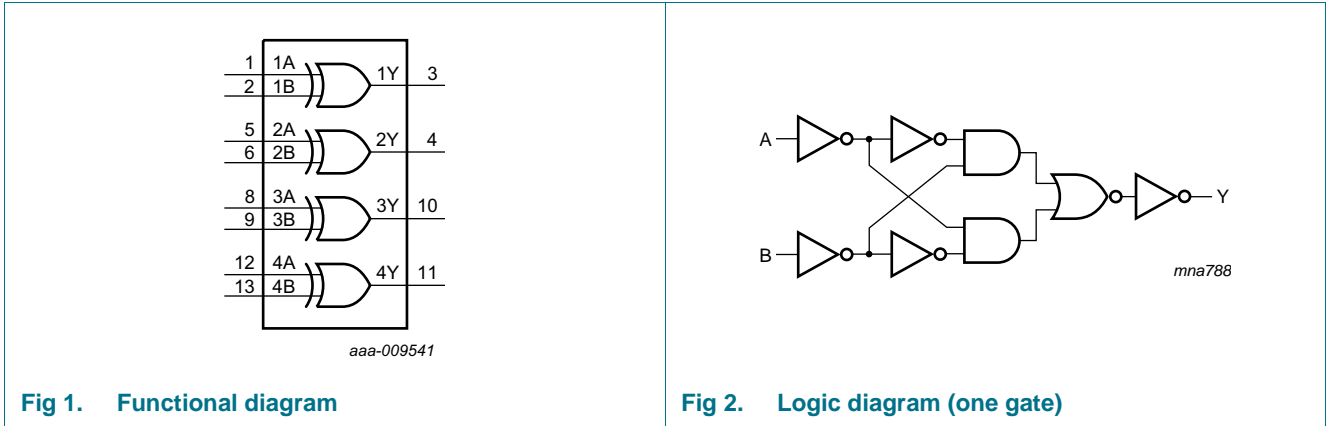 1 1A 1Y 3
2 1B
5 2A 2Y 4
6 2B
8 3A 3Y 10
9 3B
12 4A 4Y 11
13 4B
aaa-009541
Fig 1. Functional diagram
A
Y
B
mna788
Fig 2. Logic diagram (one gate)